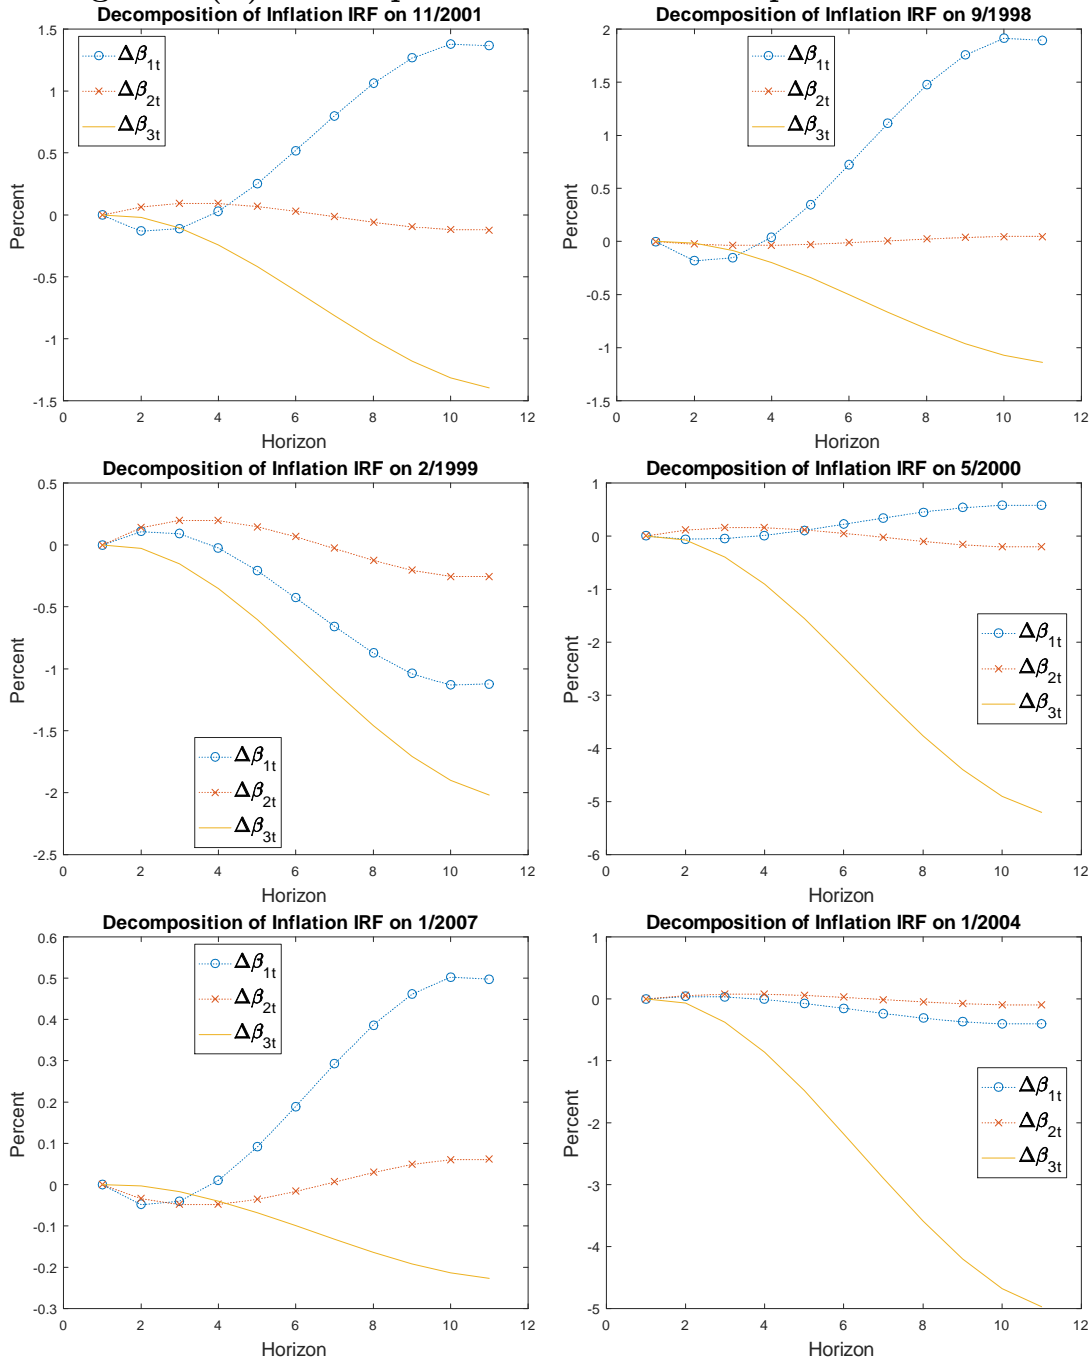 Decomposition of Inflation IRF on 11/2001
1.5
1
0.5
0
-0.5
-1
-1.5
Percent
Δβ1t
Δβ2t
Δβ3t
0 2 4 6 8 10 12
Horizon
Decomposition of Inflation IRF on 9/1998
2
1.5
1
0.5
0
-0.5
-1
-1.5
Percent
Δβ1t
Δβ2t
Δβ3t
0 2 4 6 8 10 12
Horizon
Decomposition of Inflation IRF on 2/1999
0.5
0
-0.5
-1
-1.5
-2
-2.5
Percent
Δβ1t
Δβ2t
Δβ3t
0 2 4 6 8 10 12
Horizon
Decomposition of Inflation IRF on 5/2000
1
0
-1
-2
-3
-4
-5
-6
Percent
Δβ1t
Δβ2t
Δβ3t
0 2 4 6 8 10 12
Horizon
Decomposition of Inflation IRF on 1/2007
0.6
0.5
0.4
0.3
0.2
0.1
0
-0.1
-0.2
-0.3
Percent
Δβ1t
Δβ2t
Δβ3t
0 2 4 6 8 10 12
Horizon
Decomposition of Inflation IRF on 1/2004
1
0
-1
-2
-3
-4
-5
Percent
Δβ1t
Δβ2t
Δβ3t
0 2 4 6 8 10 12
Horizon